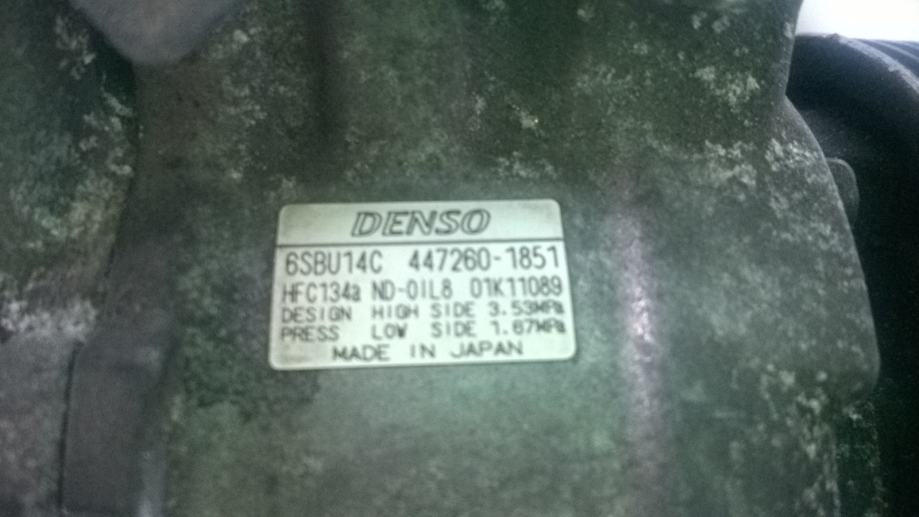 DENSO
6SBU14C 447260-1851
HFC134a ND-OIL8 01K11089
DESIGN HIGH SIDE 3.53MPa
PRESS LOW SIDE 1.67MPa
MADE IN JAPAN